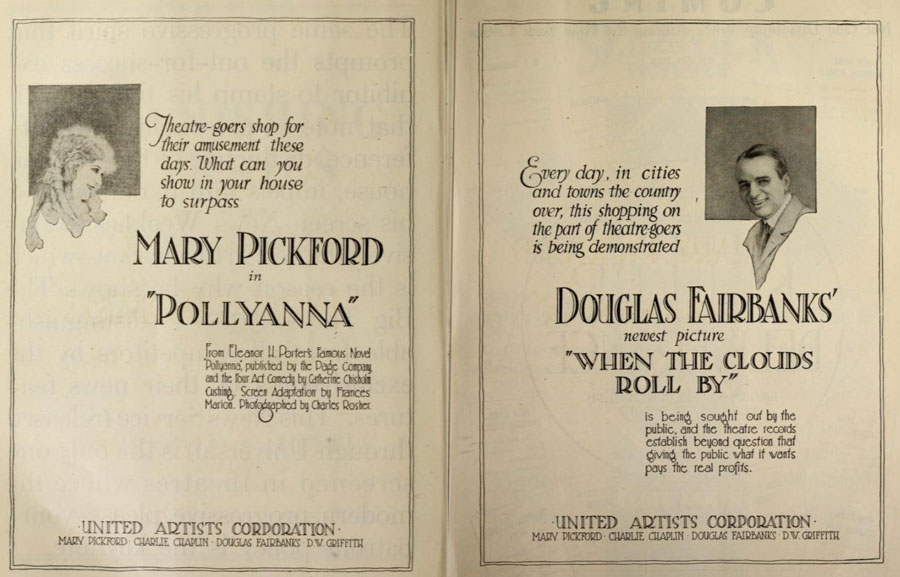 Theatre-goers shop for
their amusement these
days. What can you
show in your house
to surpass
MARY PICKFORD
in
"POLLYANNA"
From Eleanor H. Porter's Famous Novel
"Pollyanna", published by the Page Company
and the Four Act Comedy by Catherine Chisholm
Cushing. Screen Adaptation by Frances
Marion. Photographed by Charles Rosher
·UNITED ARTISTS CORPORATION·
MARY PICKFORD · CHARLIE CHAPLIN · DOUGLAS FAIRBANKS · D.W. GRIFFITH
Every day, in cities
and towns the country
over, this shopping on
the part of theatre-goers
is being demonstrated
DOUGLAS FAIRBANKS'
newest picture
"WHEN THE CLOUDS
ROLL BY"
is being sought out by the
public, and the theatre records
establish beyond question that
giving the public what it wants
pays the real profits.
·UNITED ARTISTS CORPORATION·
MARY PICKFORD · CHARLIE CHAPLIN · DOUGLAS FAIRBANKS · D.W. GRIFFITH